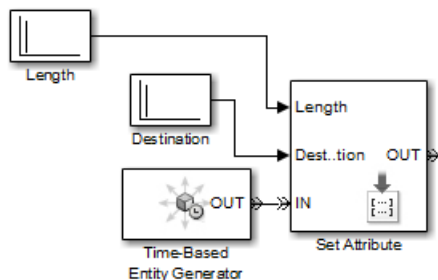 Length
Destination
Length
Dest..tion
OUT
IN
Set Attribute
OUT
Time-Based
Entity Generator